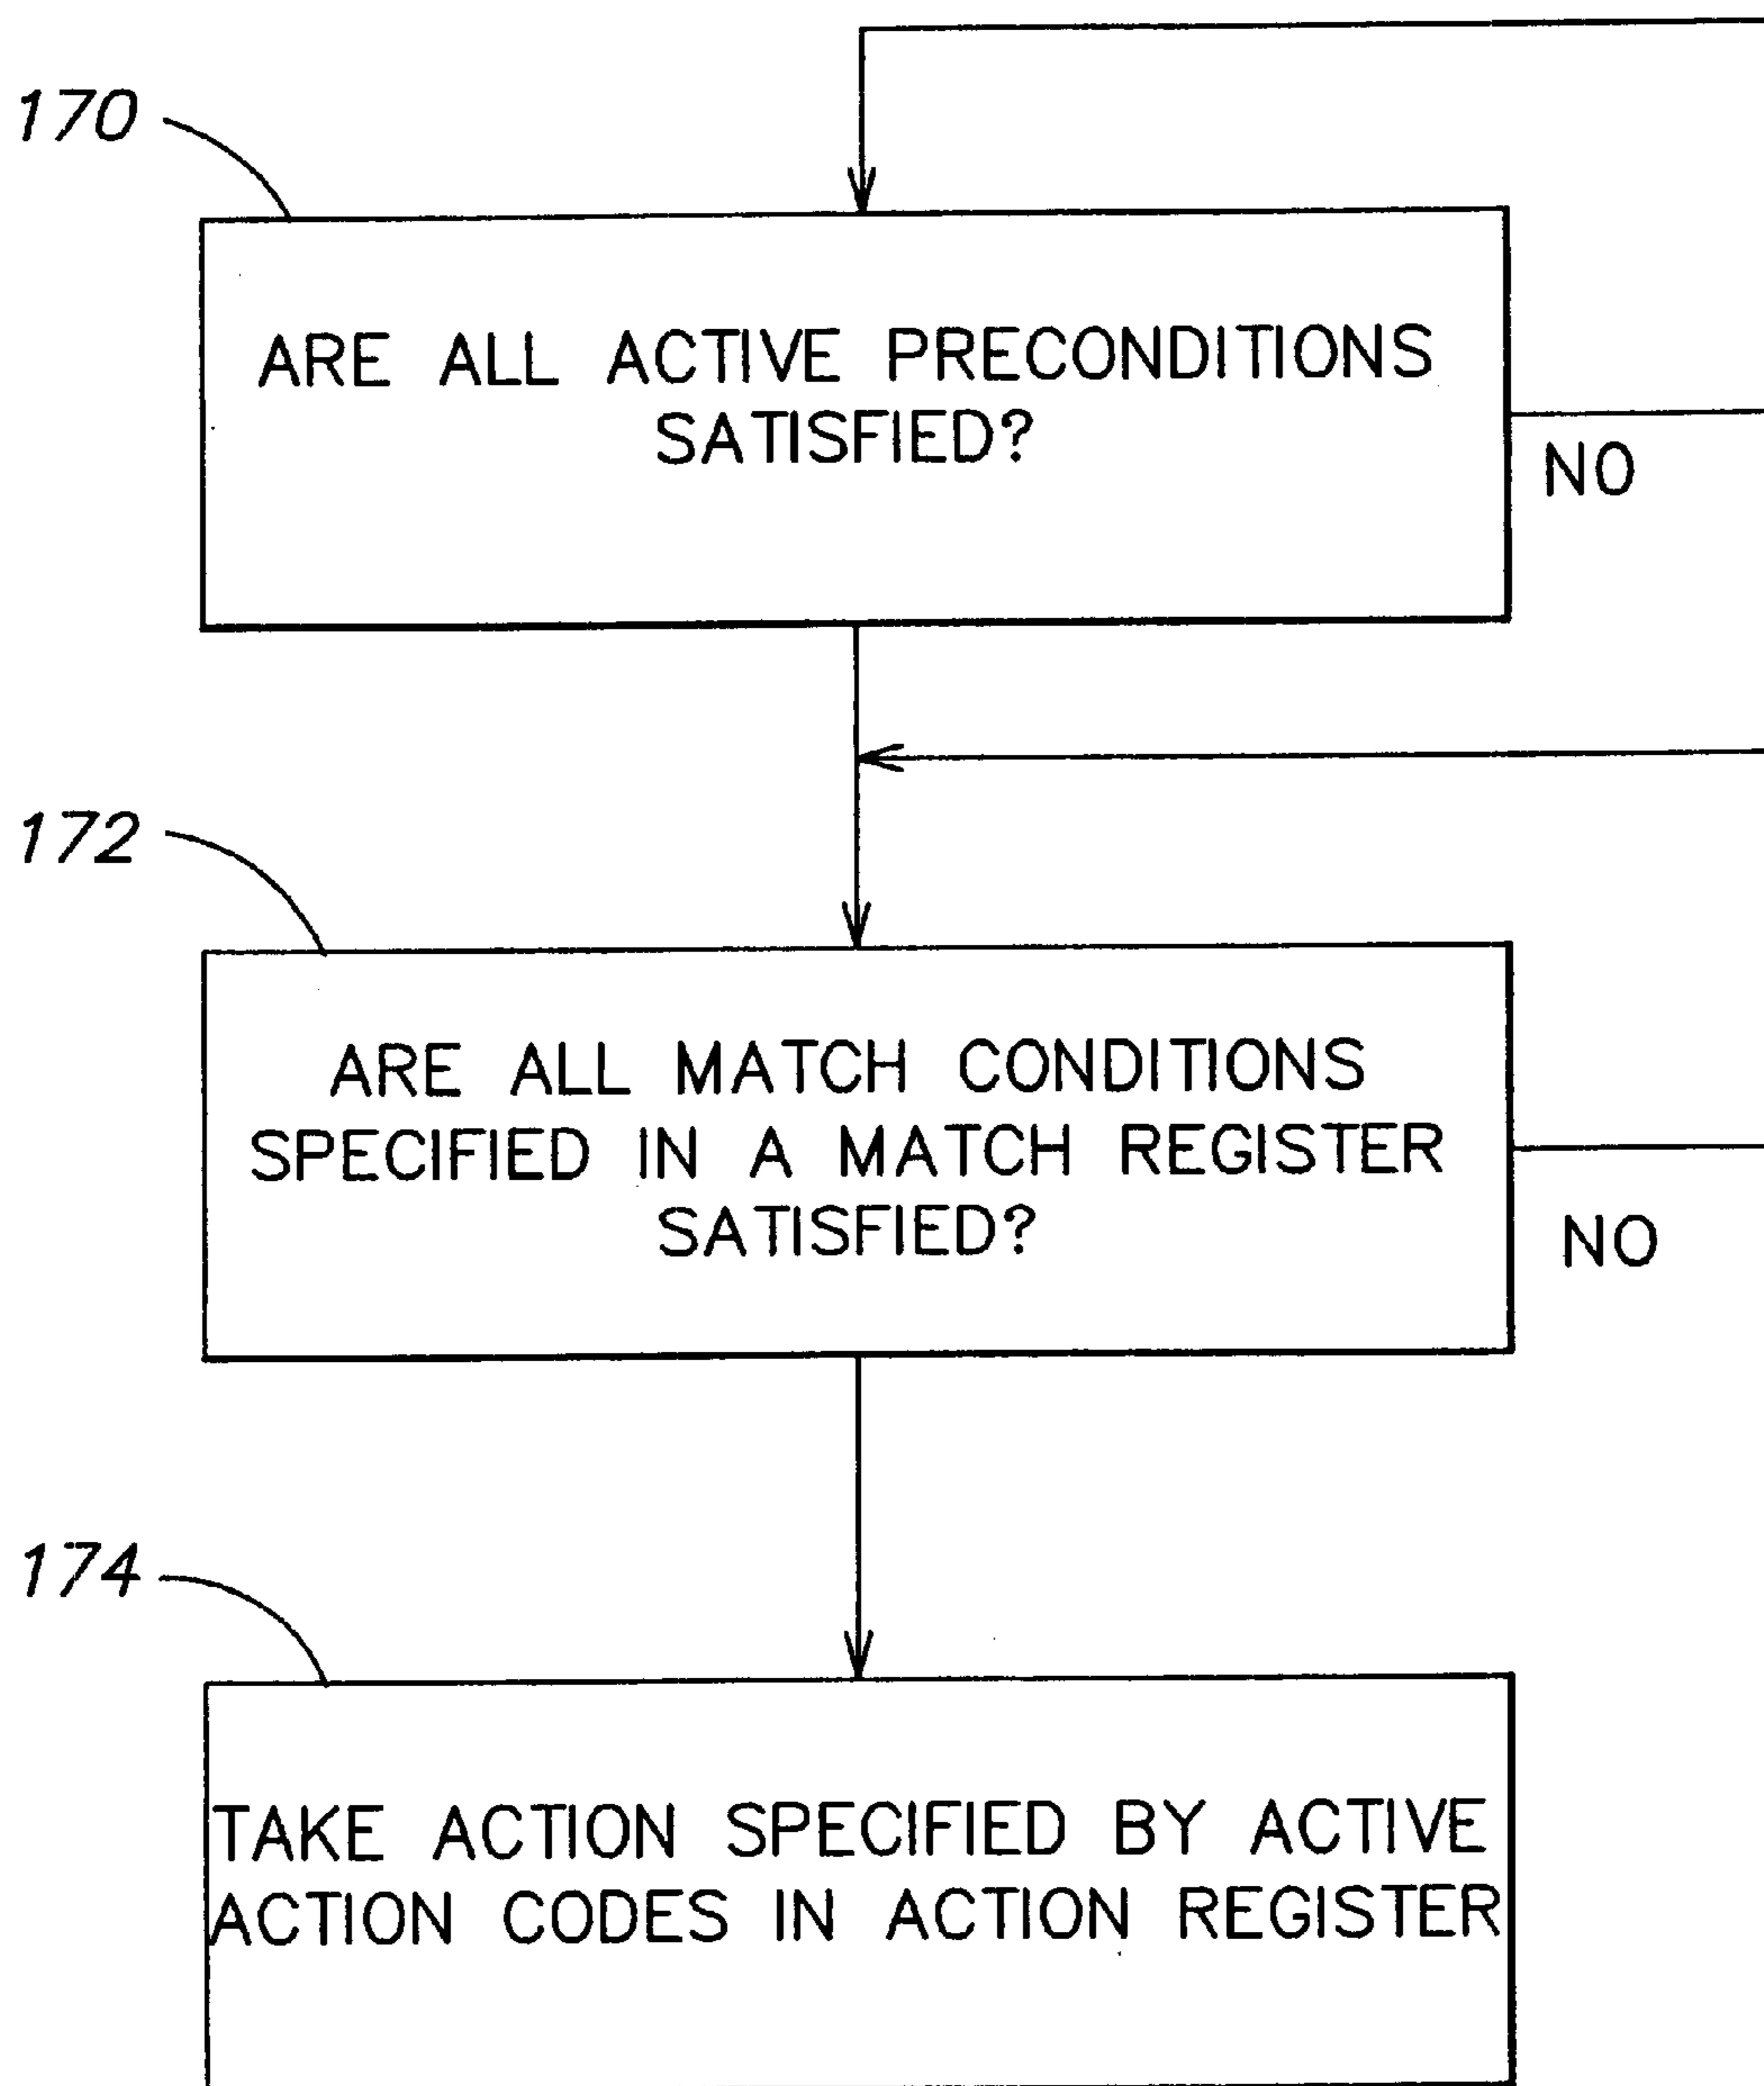 170
ARE ALL ACTIVE PRECONDITIONS
SATISFIED?
NO
172
ARE ALL MATCH CONDITIONS
SPECIFIED IN A MATCH REGISTER
SATISFIED?
NO
174
TAKE ACTION SPECIFIED BY ACTIVE
ACTION CODES IN ACTION REGISTER